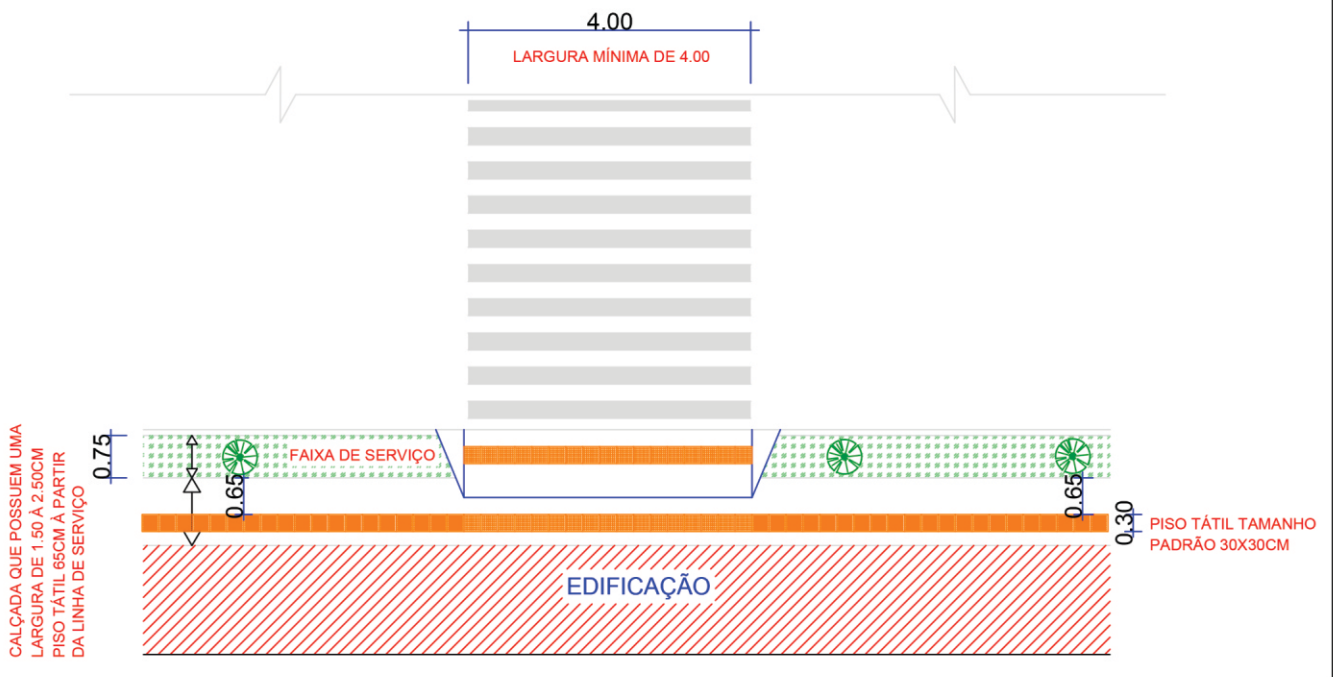 4.00
LARGURA MÍNIMA DE 4.00
FAIXA DE SERVIÇO
0.75
0.65
0.65
0.30
PISO TÁTIL TAMANHO
PADRÃO 30X30CM
EDIFICAÇÃO
CALÇADA QUE POSSUEM UMA
LARGURA DE 1.50 À 2.50CM
PISO TÁTIL 65CM À PARTIR
DA LINHA DE SERVIÇO